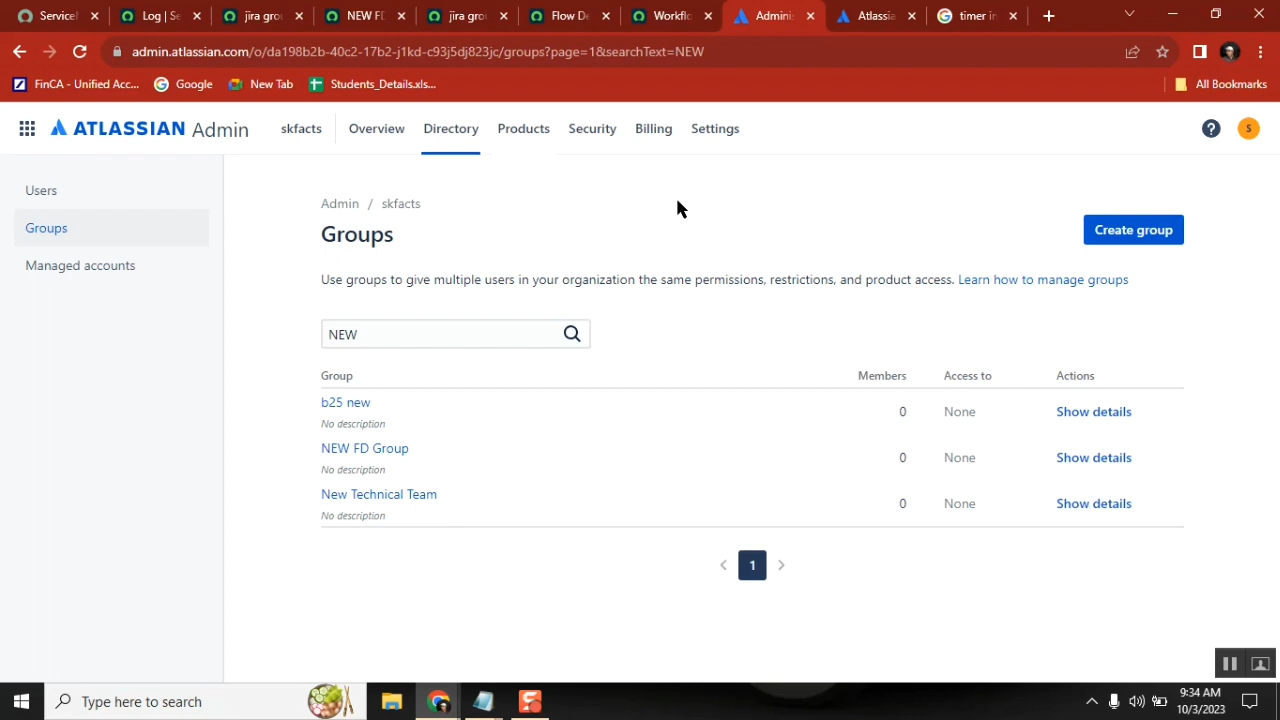 Service
Log | Se
jira grou
NEW FD
jira grou
Flow De
Workflo
Adminis
Atlassia
timer in
admin.atlassian.com/o/da198b2b-40c2-17b2-j1kd-c93j5dj823jc/groups?page=1&searchText=NEW
FinCA - Unified Acc...
Google
New Tab
Students_Details.xls...
All Bookmarks
ATLASSIAN Admin
skfacts
Overview
Directory
Products
Security
Billing
Settings
?
S
Users
Groups
Managed accounts
Admin / skfacts
Groups
Create group
Use groups to give multiple users in your organization the same permissions, restrictions, and product access. Learn how to manage groups
NEW
Group Members Access to Actions
b25 new 0 None Show details
No description
NEW FD Group 0 None Show details
No description
New Technical Team 0 None Show details
No description
1
Type here to search
9:34 AM
10/3/2023